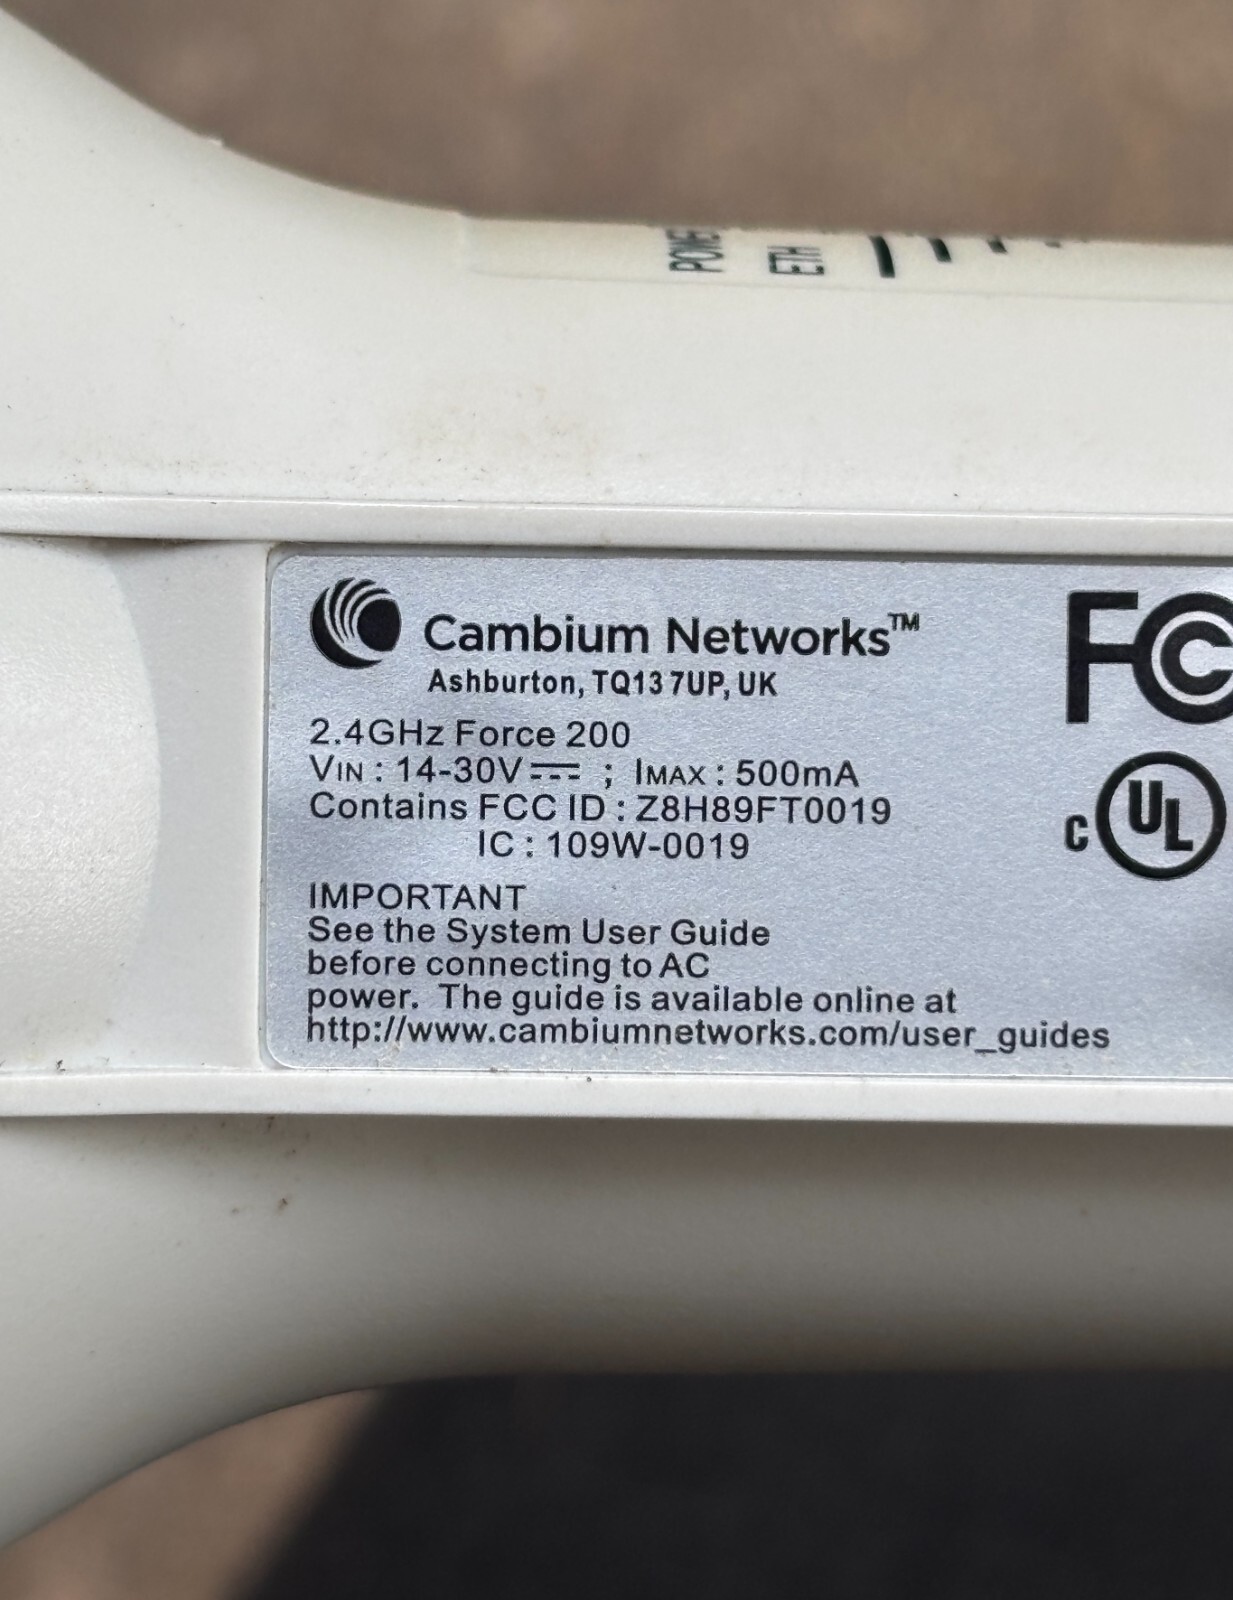 ETH
Cambium Networks™
Ashburton, TQ13 7UP, UK
2.4GHz Force 200
VIN : 14-30V ; IMAX : 500mA
Contains FCC ID : Z8H89FT0019
IC : 109W-0019
IMPORTANT
See the System User Guide
before connecting to AC
power. The guide is available online at
http://www.cambiumnetworks.com/user_guides
FC
c UL